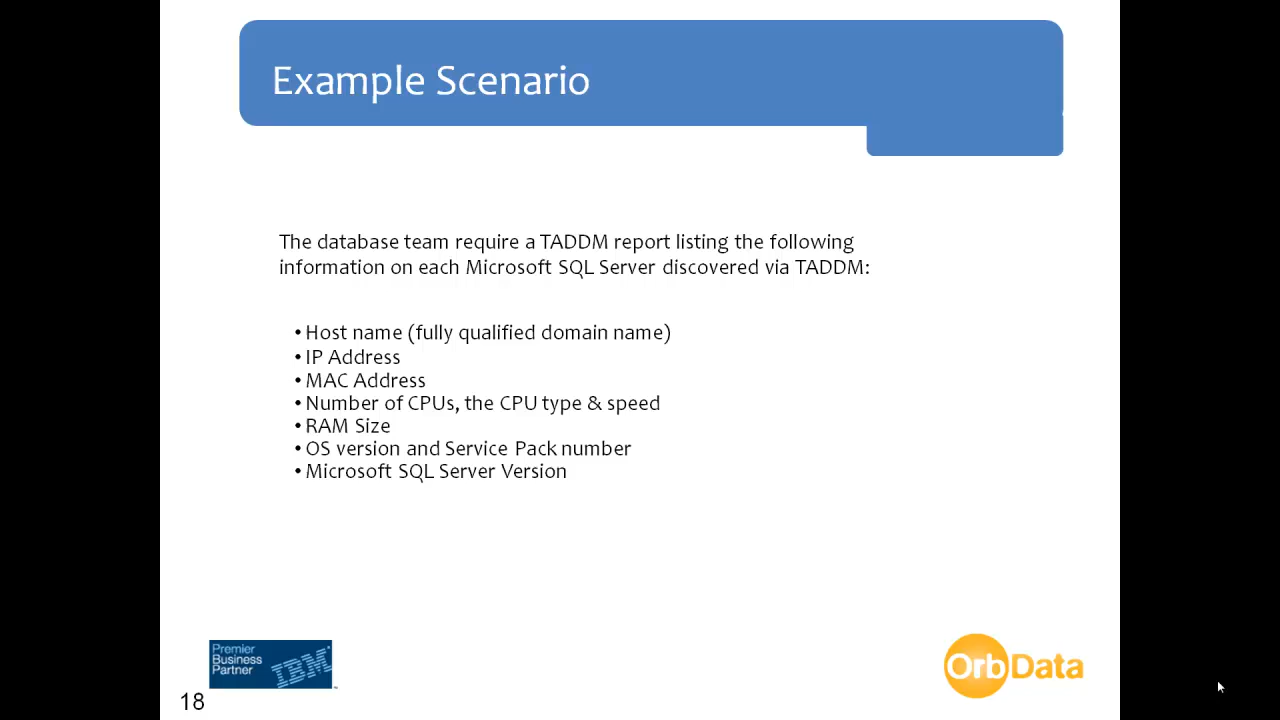 Example Scenario
The database team require a TADDM report listing the following
information on each Microsoft SQL Server discovered via TADDM:
• Host name (fully qualified domain name)
• IP Address
• MAC Address
• Number of CPUs, the CPU type & speed
• RAM Size
• OS version and Service Pack number
• Microsoft SQL Server Version
Premier
Business
Partner
IBM
OrbData
18